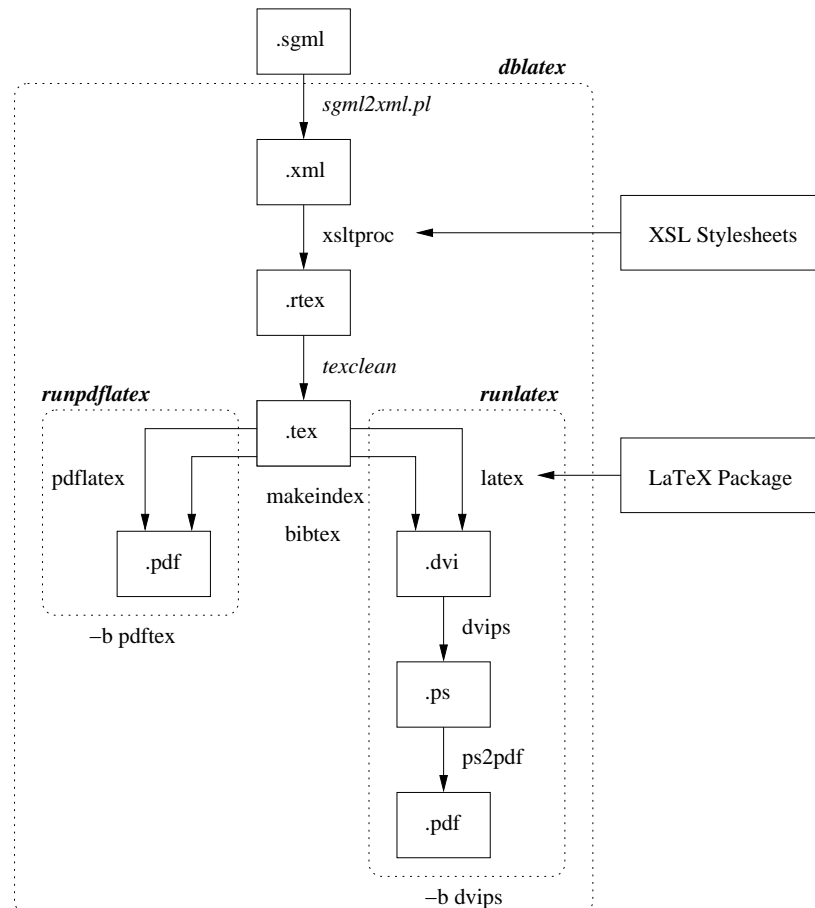 .sgml
dblatex
sgml2xml.pl
.xml
xsltproc
XSL Stylesheets
.rtex
texclean
runpdflatex
runlatex
.tex
pdflatex
latex
LaTeX Package
makeindex
bibtex
.pdf
.dvi
dvips
–b pdftex
.ps
ps2pdf
.pdf
–b dvips